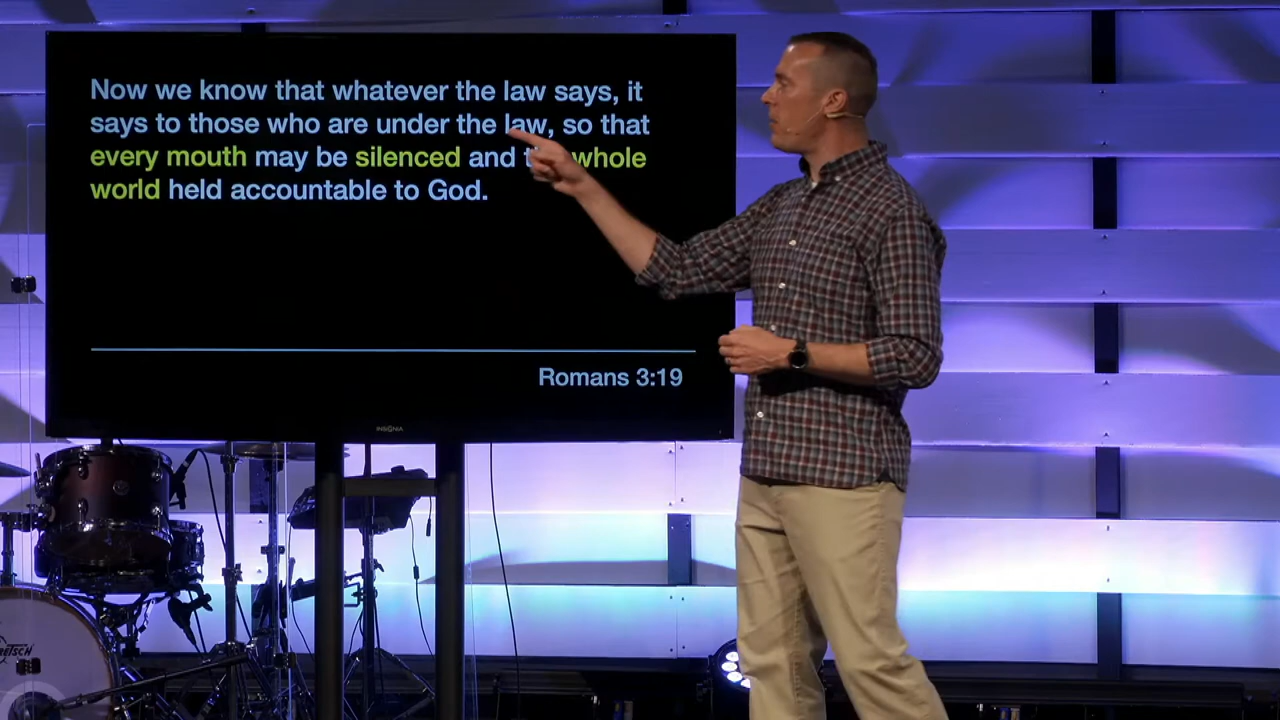 Now we know that whatever the law says, it
says to those who are under the law, so that
every mouth may be silenced and whole
world held accountable to God.
Romans 3:19
INSIGNIA